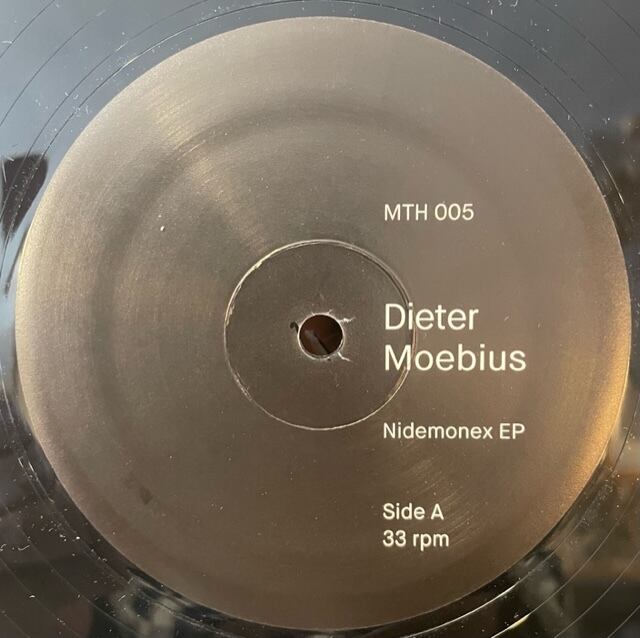 MTH 005
Dieter
Moebius
Nidemonex EP
Side A
33 rpm